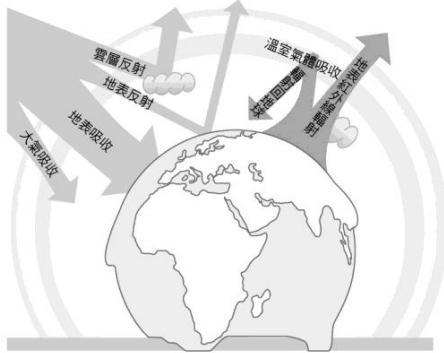 雲層反射
地表反射
地表吸收
大氣吸收
溫室氣體吸收
輻射回地球
地表紅外線輻射